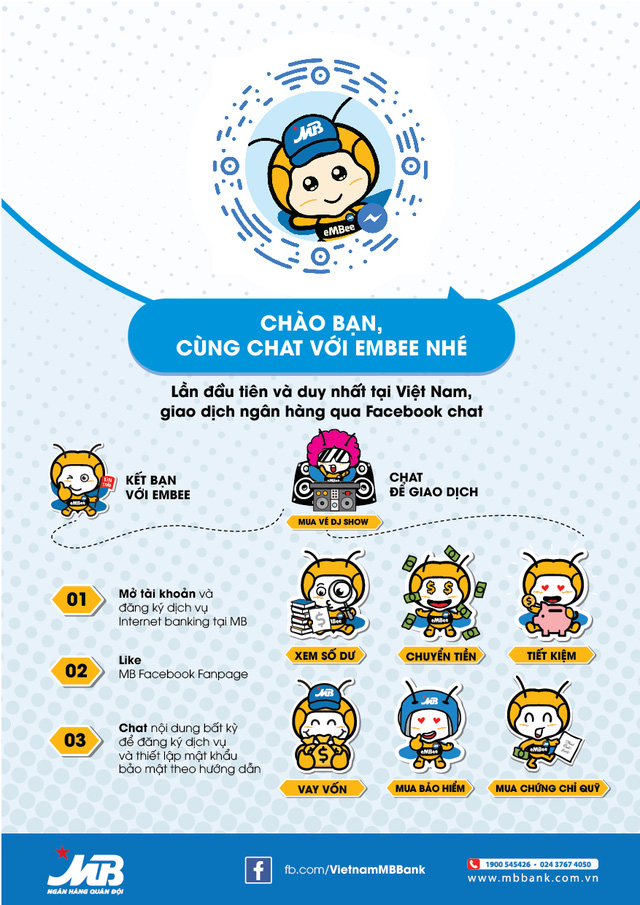 MB
eMBee
CHÀO BẠN,
CÙNG CHAT VỚI EMBEE NHÉ
Lần đầu tiên và duy nhất tại Việt Nam,
giao dịch ngân hàng qua Facebook chat
KẾT BẠN
VỚI EMBEE
eMBee
CHAT
ĐỂ GIAO DỊCH
MUA VÉ DJ SHOW
01
Mở tài khoản và
đăng ký dịch vụ
Internet banking tại MB
02
Like
MB Facebook Fanpage
03
Chat nội dung bất kỳ
để đăng ký dịch vụ
và thiết lập mật khẩu
bảo mật theo hướng dẫn
XEM SỐ DƯ
CHUYỂN TIỀN
TIẾT KIỆM
MB
VAY VỐN
MB
MUA BẢO HIỂM
MUA CHỨNG CHỈ QUỸ
MB
NGÂN HÀNG QUÂN ĐỘI
fb.com/VietnamMBBank
1900 545426 • 024 3767 4050
www.mbbank.com.vn